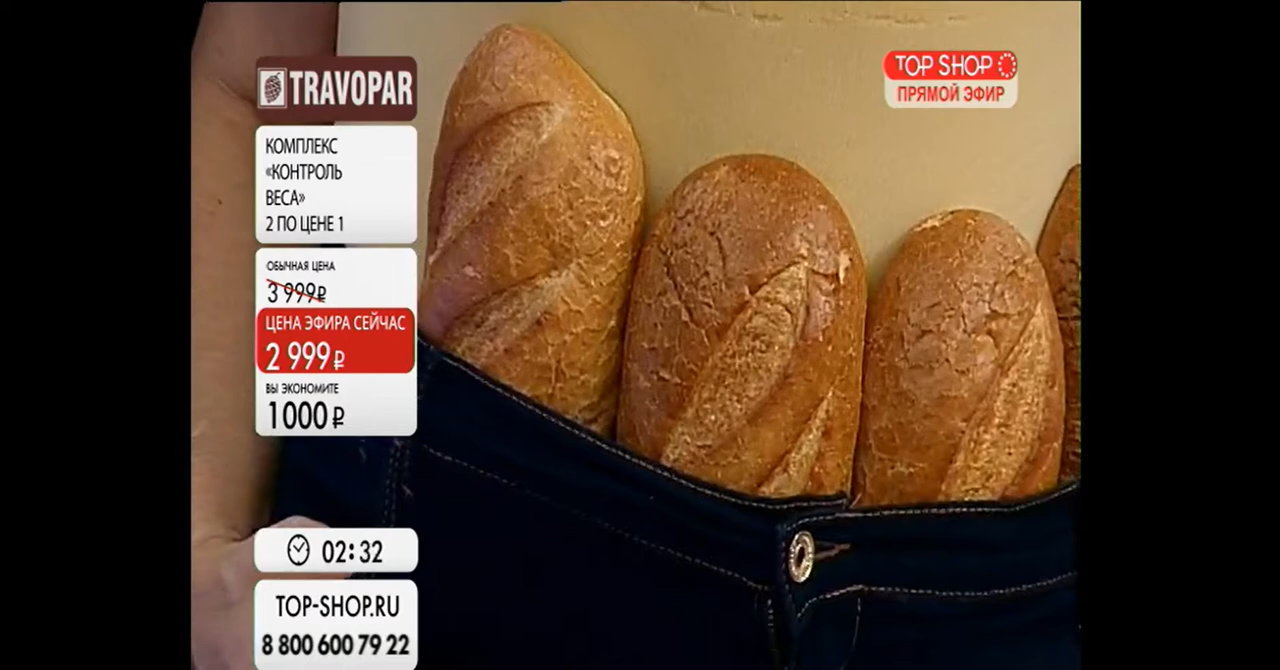 TRAVOPAR
КОМПЛЕКС
«КОНТРОЛЬ
ВЕСА»
2 ПО ЦЕНЕ 1
ОБЫЧНАЯ ЦЕНА
3 999₽
ЦЕНА ЭФИРА СЕЙЧАС
2 999₽
ВЫ ЭКОНОМИТЕ
1000₽
02:32
TOP-SHOP.RU
8 800 600 79 22
TOP SHOP
ПРЯМОЙ ЭФИР